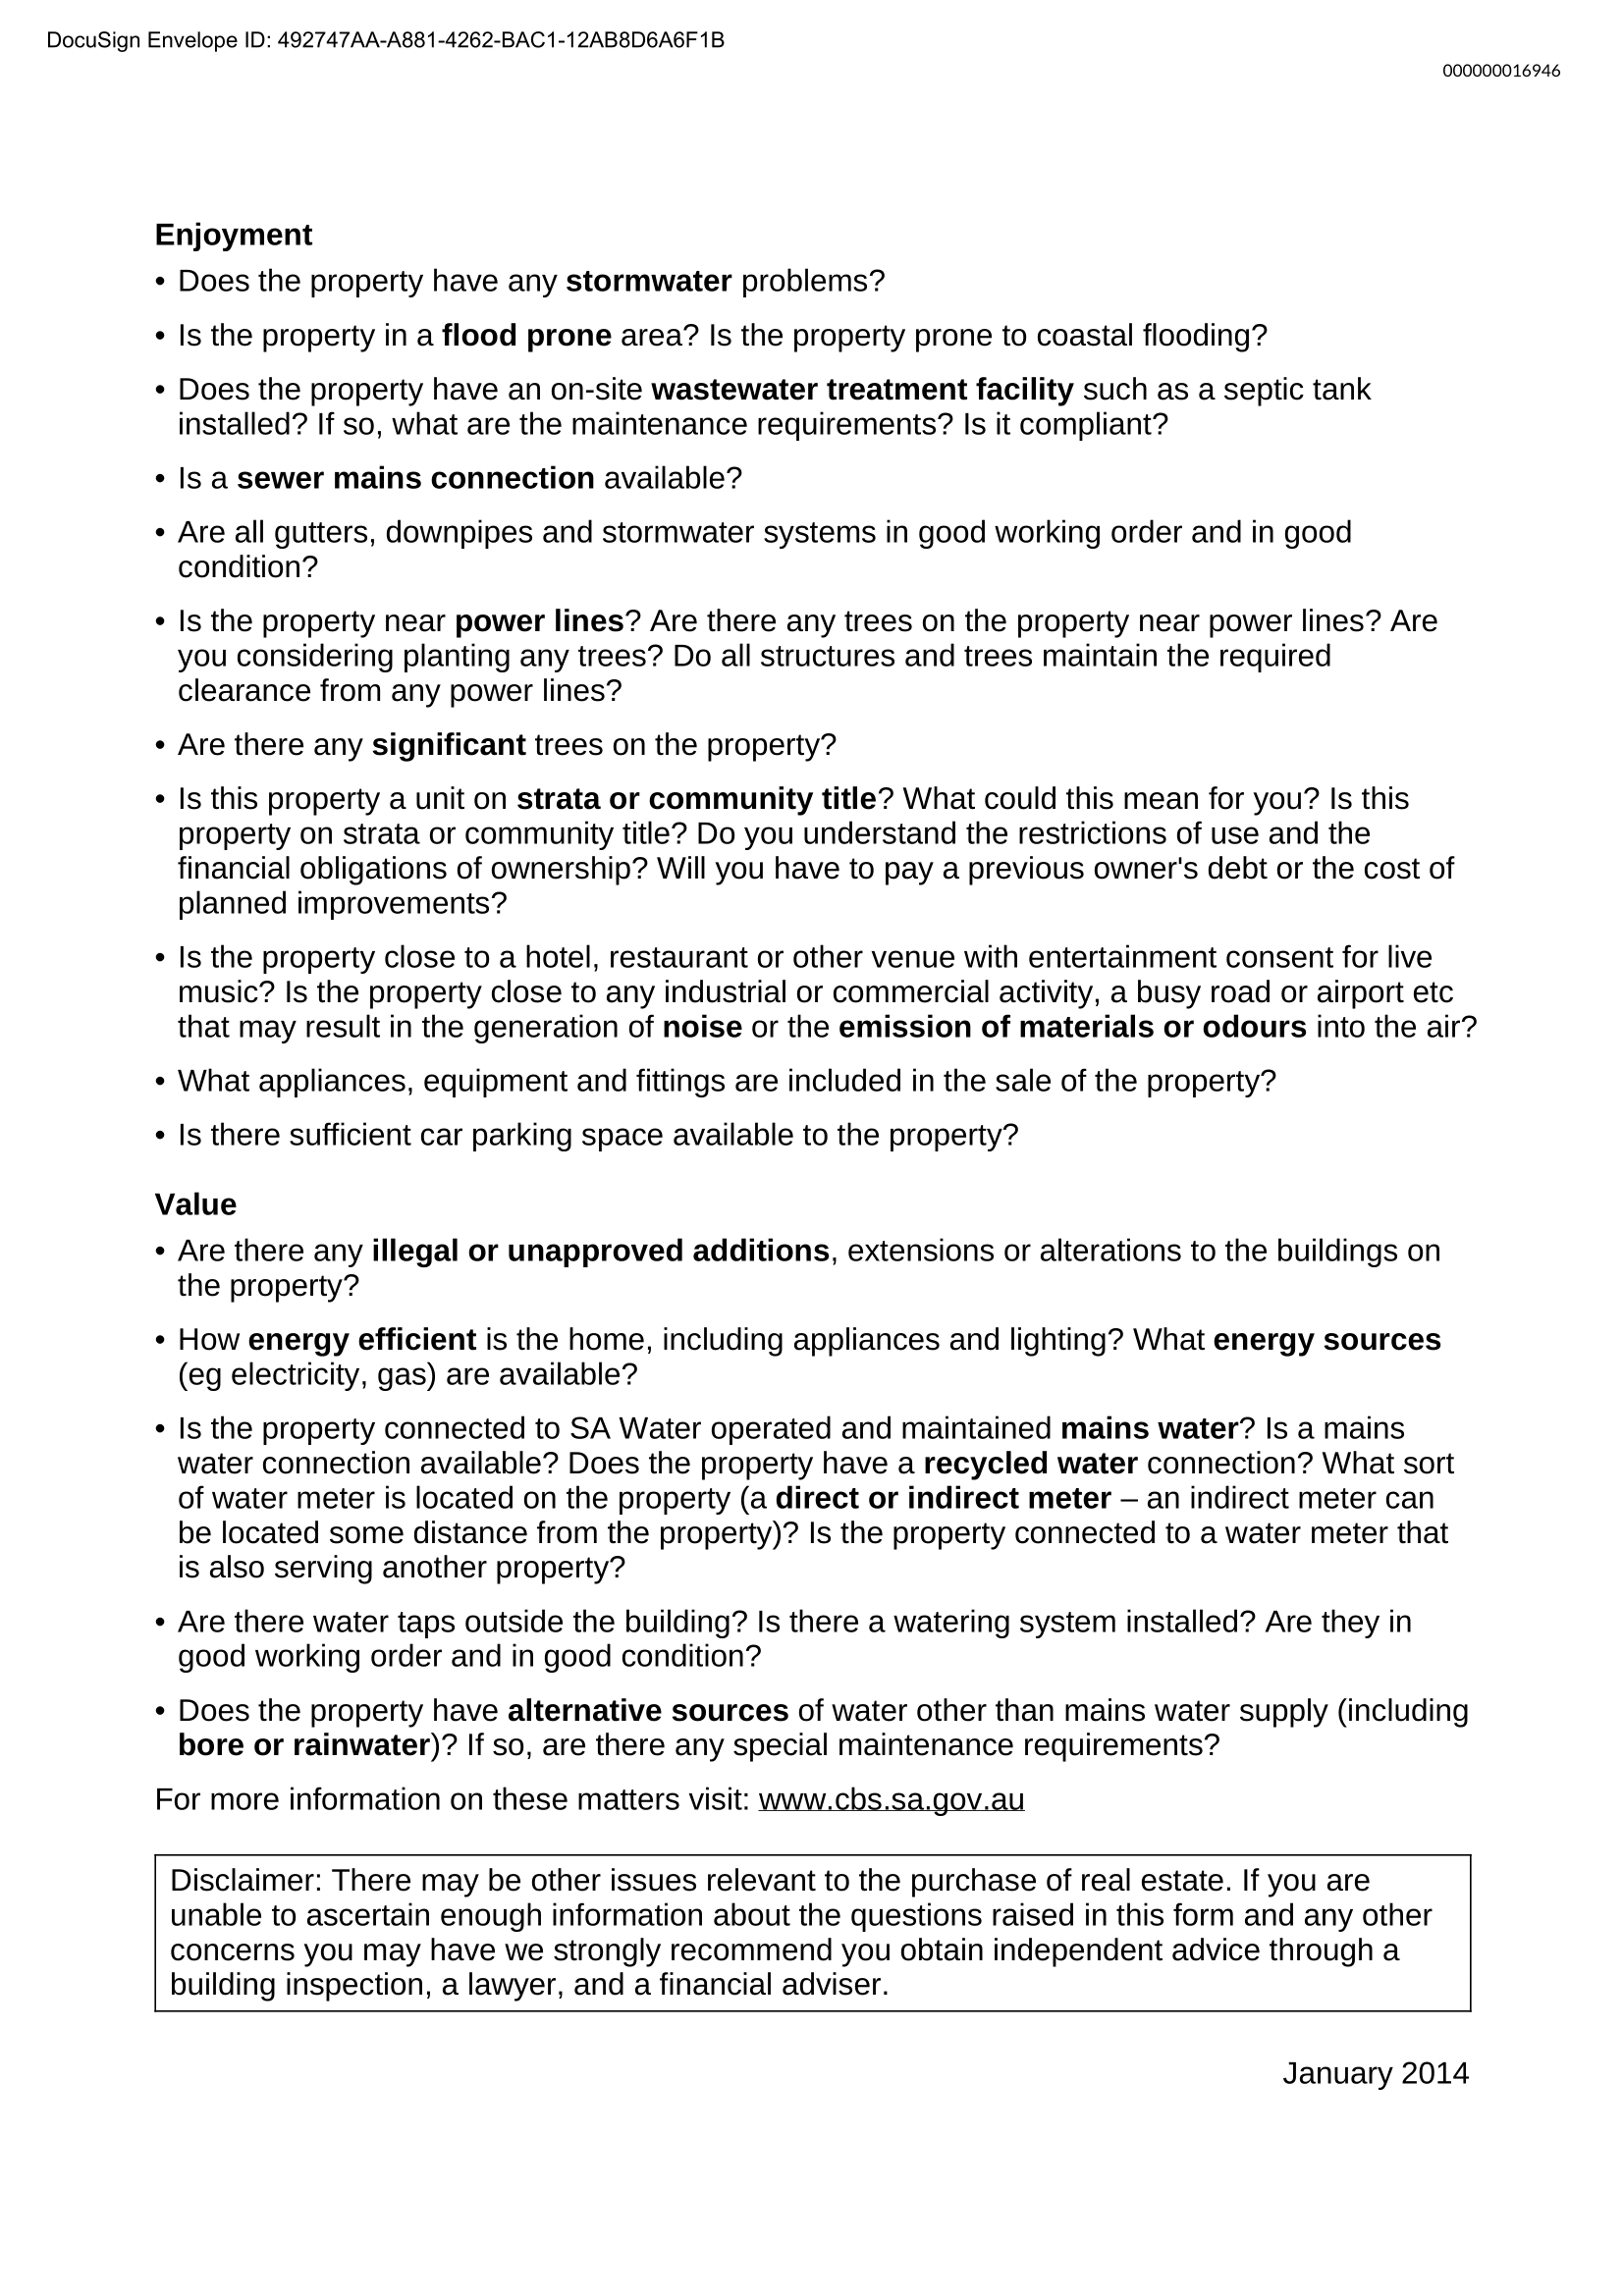 DocuSign Envelope ID: 492747AA-A881-4262-BAC1-12AB8D6A6F1B
000000016946
Enjoyment
• Does the property have any stormwater problems?
• Is the property in a flood prone area? Is the property prone to coastal flooding?
• Does the property have an on-site wastewater treatment facility such as a septic tank
installed? If so, what are the maintenance requirements? Is it compliant?
• Is a sewer mains connection available?
• Are all gutters, downpipes and stormwater systems in good working order and in good
condition?
• Is the property near power lines? Are there any trees on the property near power lines? Are
you considering planting any trees? Do all structures and trees maintain the required
clearance from any power lines?
• Are there any significant trees on the property?
• Is this property a unit on strata or community title? What could this mean for you? Is this
property on strata or community title? Do you understand the restrictions of use and the
financial obligations of ownership? Will you have to pay a previous owner's debt or the cost of
planned improvements?
• Is the property close to a hotel, restaurant or other venue with entertainment consent for live
music? Is the property close to any industrial or commercial activity, a busy road or airport etc
that may result in the generation of noise or the emission of materials or odours into the air?
• What appliances, equipment and fittings are included in the sale of the property?
• Is there sufficient car parking space available to the property?
Value
• Are there any illegal or unapproved additions, extensions or alterations to the buildings on
the property?
• How energy efficient is the home, including appliances and lighting? What energy sources
(eg electricity, gas) are available?
• Is the property connected to SA Water operated and maintained mains water? Is a mains
water connection available? Does the property have a recycled water connection? What sort
of water meter is located on the property (a direct or indirect meter – an indirect meter can
be located some distance from the property)? Is the property connected to a water meter that
is also serving another property?
• Are there water taps outside the building? Is there a watering system installed? Are they in
good working order and in good condition?
• Does the property have alternative sources of water other than mains water supply (including
bore or rainwater)? If so, are there any special maintenance requirements?
For more information on these matters visit: www.cbs.sa.gov.au
Disclaimer: There may be other issues relevant to the purchase of real estate. If you are
unable to ascertain enough information about the questions raised in this form and any other
concerns you may have we strongly recommend you obtain independent advice through a
building inspection, a lawyer, and a financial adviser.
January 2014